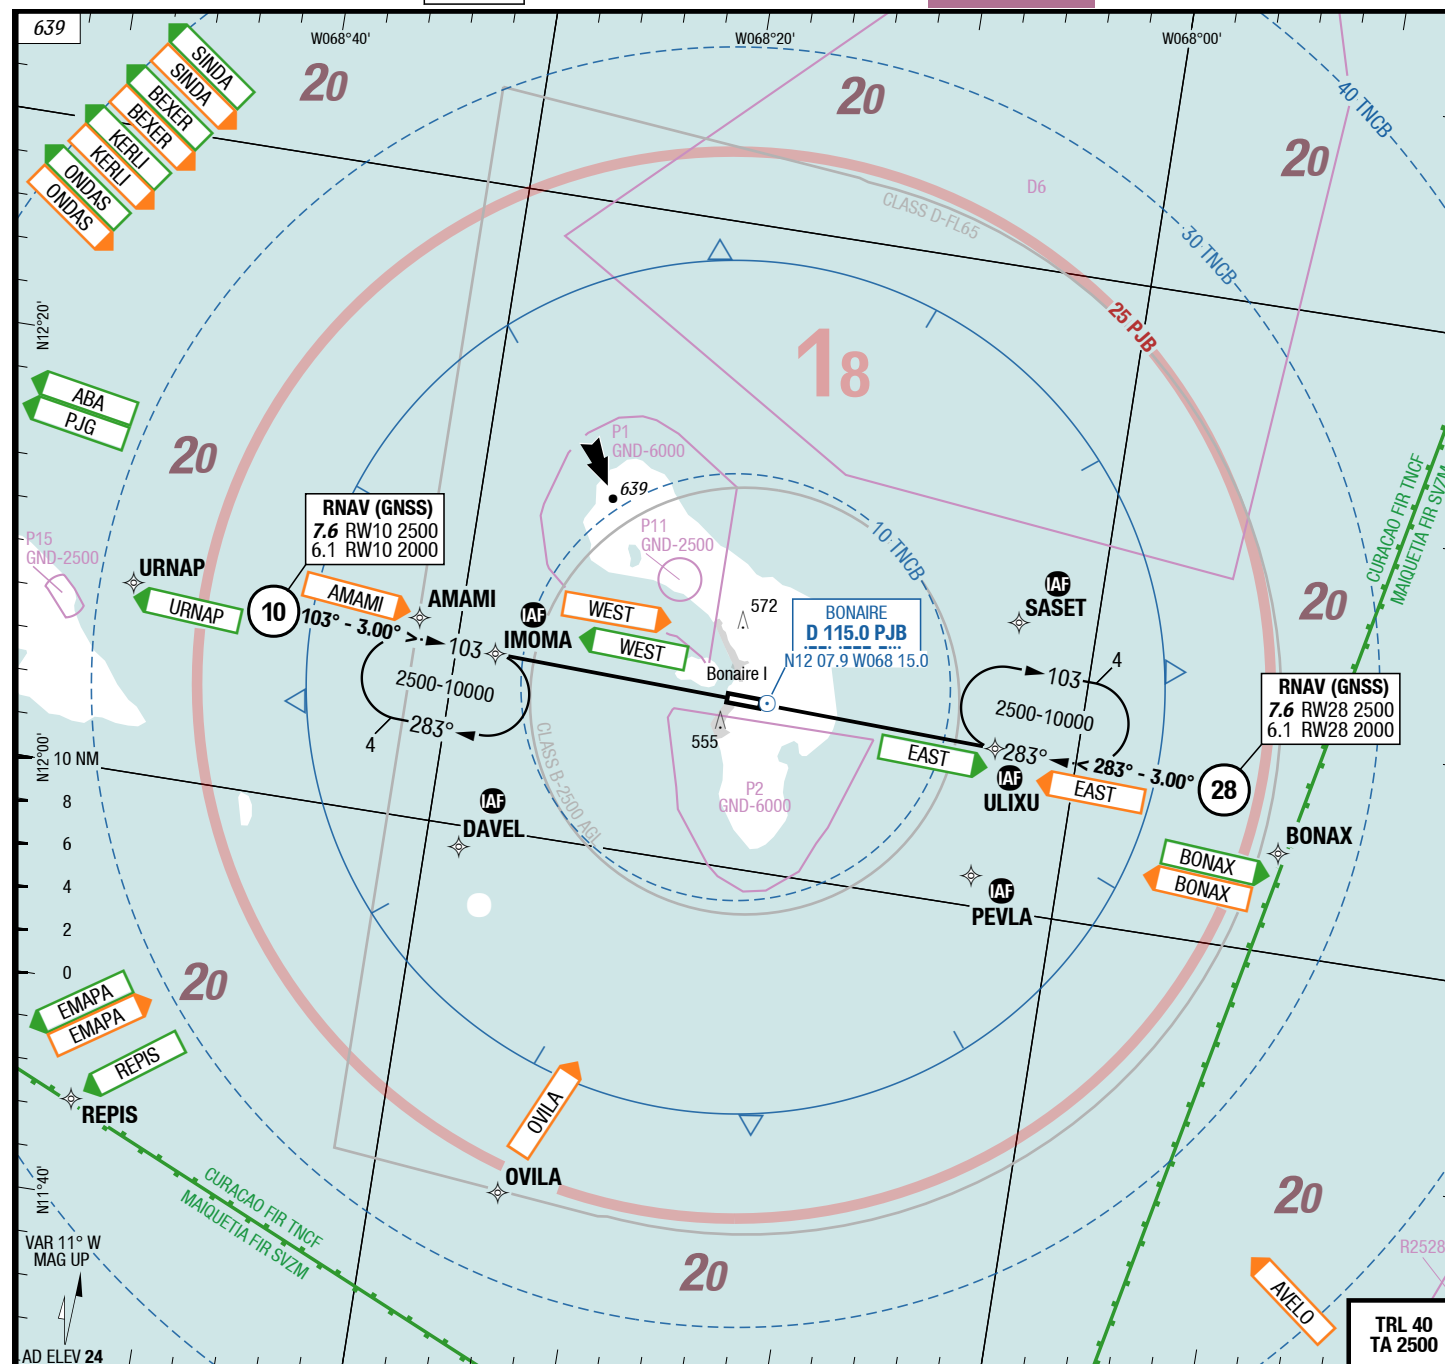 639
W068°40'
W068°20'
W068°00'
SINDA
SINDA
BEXER
BEXER
KERLI
KERLI
ONDAS
ONDAS
20
20
20
40 TNCB
D6
CLASS D-FL65
30 TNCB
25 PJB
N12°20'
18
ABA
PJG
20
P1
GND-6000
639
CURACAO FIR TNCF
MAIQUETIA FIR SVZM
RNAV (GNSS)
7.6 RW10 2500
6.1 RW10 2000
P11
GND-2500
10 TNCB
P15
GND-2500
URNAP
URNAP
10
AMAMI
AMAMI
103° - 3.00° >
103
IAF
IMOMA
WEST
WEST
572
BONAIRE
D 115.0 PJB
N12 07.9 W068 15.0
IAF
SASET
20
2500-10000
283°
4
Bonaire I
555
103
4
2500-10000
283°
< 283° - 3.00°
28
RNAV (GNSS)
7.6 RW28 2500
6.1 RW28 2000
CLASS B-2500 AGL
EAST
EAST
IAF
ULIXU
N12°00'
10 NM
8
6
4
2
0
P2
GND-6000
IAF
DAVEL
BONAX
BONAX
BONAX
IAF
PEVLA
20
EMAPA
EMAPA
REPIS
REPIS
OVILA
OVILA
CURACAO FIR TNCF
MAIQUETIA FIR SVZM
N11°40'
20
20
VAR 11° W
MAG UP
R2528
AVELO
AD ELEV 24
TRL 40
TA 2500